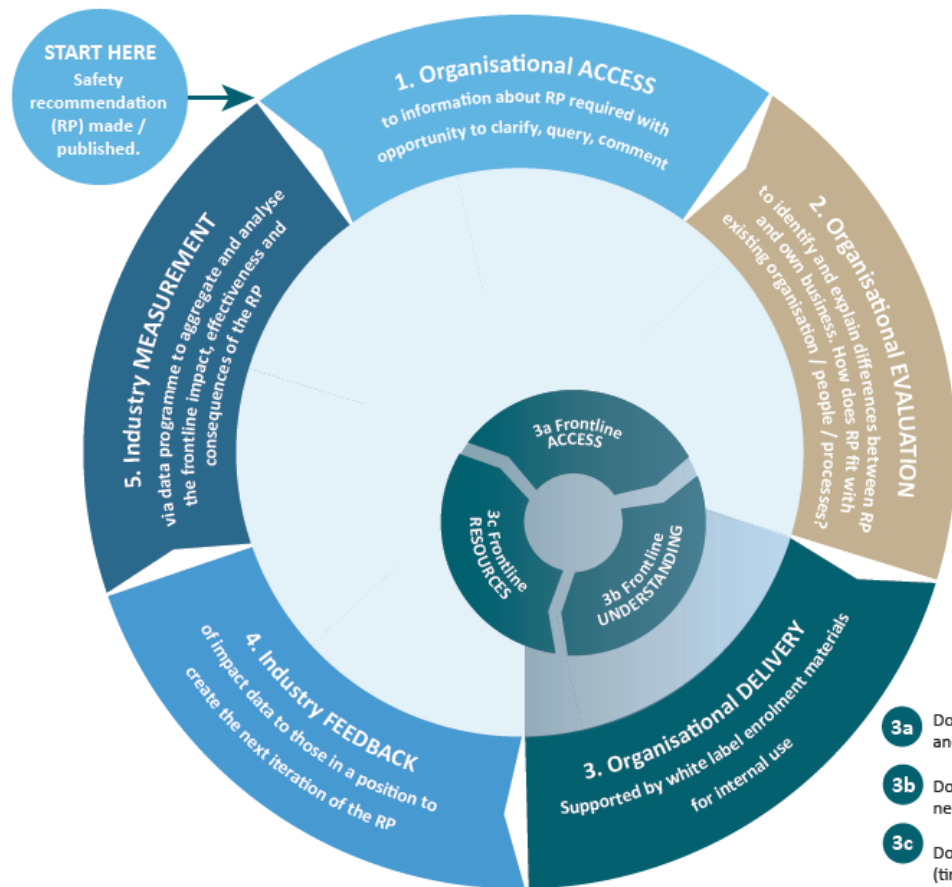 START HERE
Safety
recommendation
(RP) made /
published.
1. Organisational ACCESS
to information about RP required with
opportunity to clarify, query, comment
2. Organisational EVALUATION
to identify and explain differences between RP
and own business. How does RP fit with
existing organisation / people / processes?
3. Organisational DELIVERY
Supported by white label enrolment materials
for internal use
3a Frontline
ACCESS
3b Frontline
UNDERSTANDING
3c Frontline
RESOURCES
4. Industry FEEDBACK
of impact data to those in a position to
create the next iteration of the RP
5. Industry MEASUREMENT
via data programme to aggregate and analyse
the frontline impact, effectiveness and
consequences of the RP
3a
3b
3c